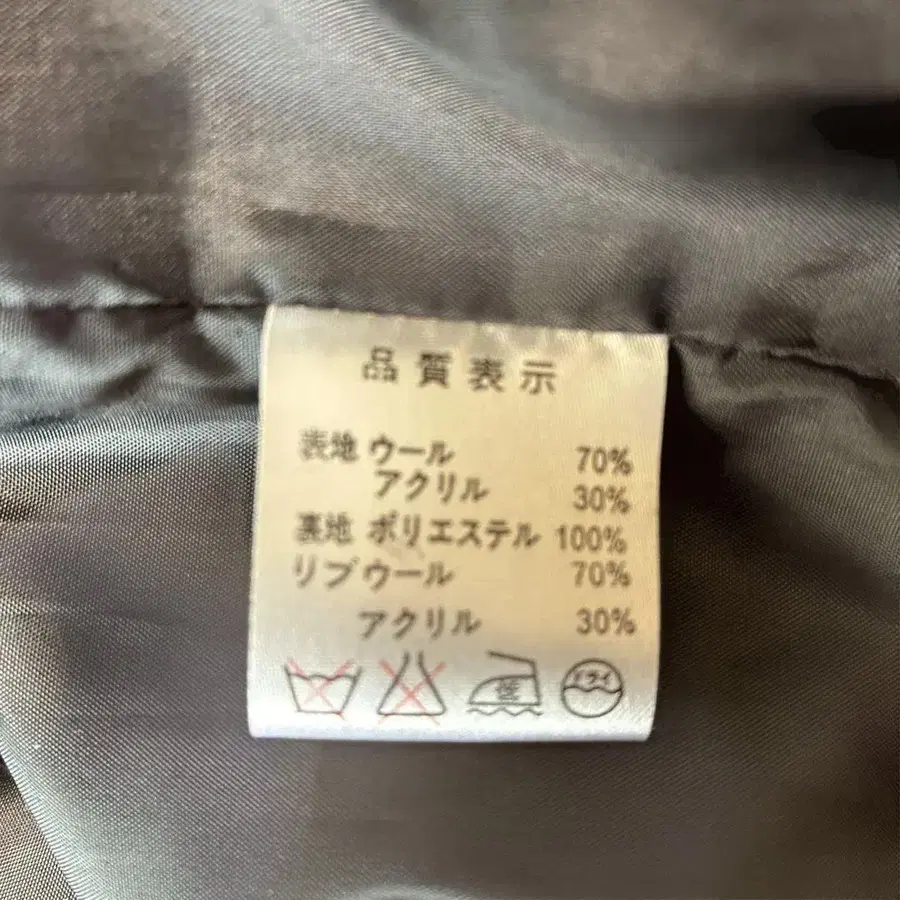 品質表示
表地 ウール 70%
アクリル 30%
裏地 ポリエステル 100%
リブ ウール 70%
アクリル 30%
低 ドライ